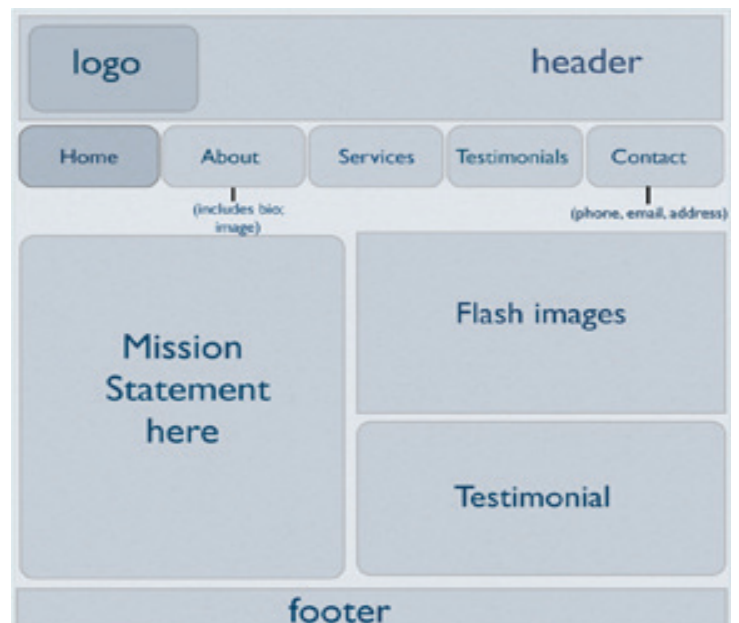 logo
header
Home
About
Services
Testimonials
Contact
(includes bio;
image)
(phone, email, address)
Mission
Statement
here
Flash images
Testimonial
footer